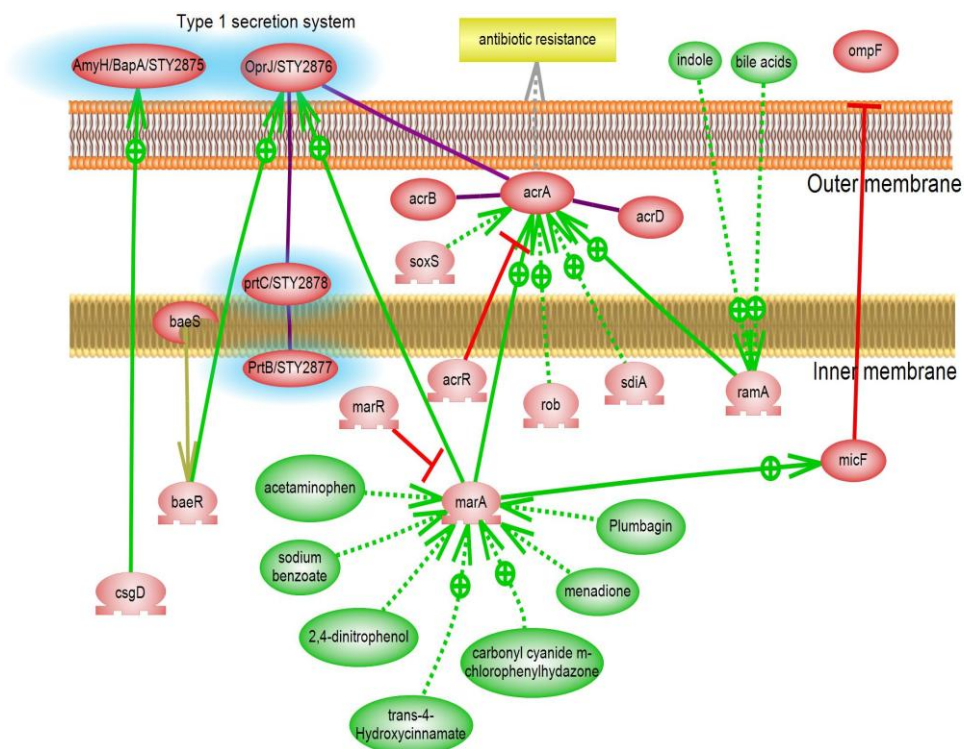 Type 1 secretion system
antibiotic resistance
ompF
indole
bile acids
AmyH/BapA/STY2875
OprJ/STY2876
Outer membrane
acrB
acrA
acrD
soxS
prtC/STY2878
baeS
PrtB/STY2877
Inner membrane
acrR
sdiA
ramA
marR
rob
micF
acetaminophen
baeR
marA
Plumbagin
sodium
benzoate
csgD
menadione
2,4-dinitrophenol
carbonyl cyanide m-
chlorophenylhydazone
trans-4-
Hydroxycinnamate